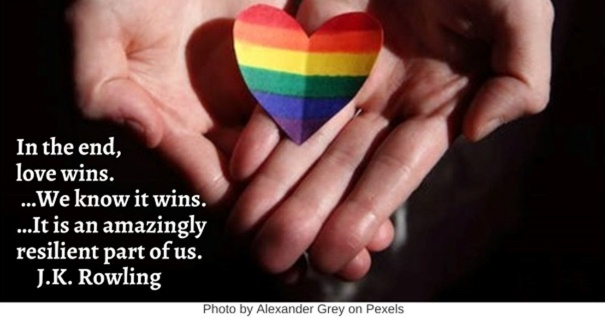 In the end,
love wins.
...We know it wins.
...It is an amazingly
resilient part of us.
J.K. Rowling
Photo by Alexander Grey on Pexels